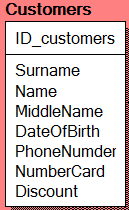 Customers
ID_customers
Surname
Name
MiddleName
DateOfBirth
PhoneNumder
NumberCard
Discount